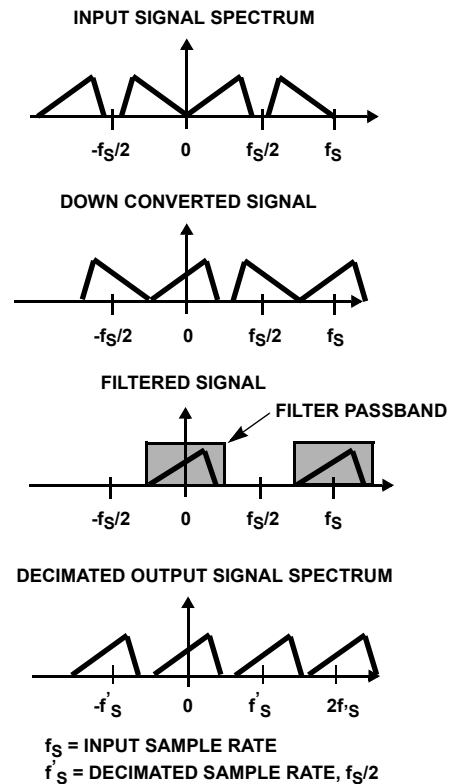 INPUT SIGNAL SPECTRUM
-fS/2 0 fS/2 fS
DOWN CONVERTED SIGNAL
-fS/2 0 fS/2 fS
FILTERED SIGNAL
FILTER PASSBAND
-fS/2 0 fS/2 fS
DECIMATED OUTPUT SIGNAL SPECTRUM
-f'S 0 f'S 2f'S
fS = INPUT SAMPLE RATE
f'S = DECIMATED SAMPLE RATE, fS/2